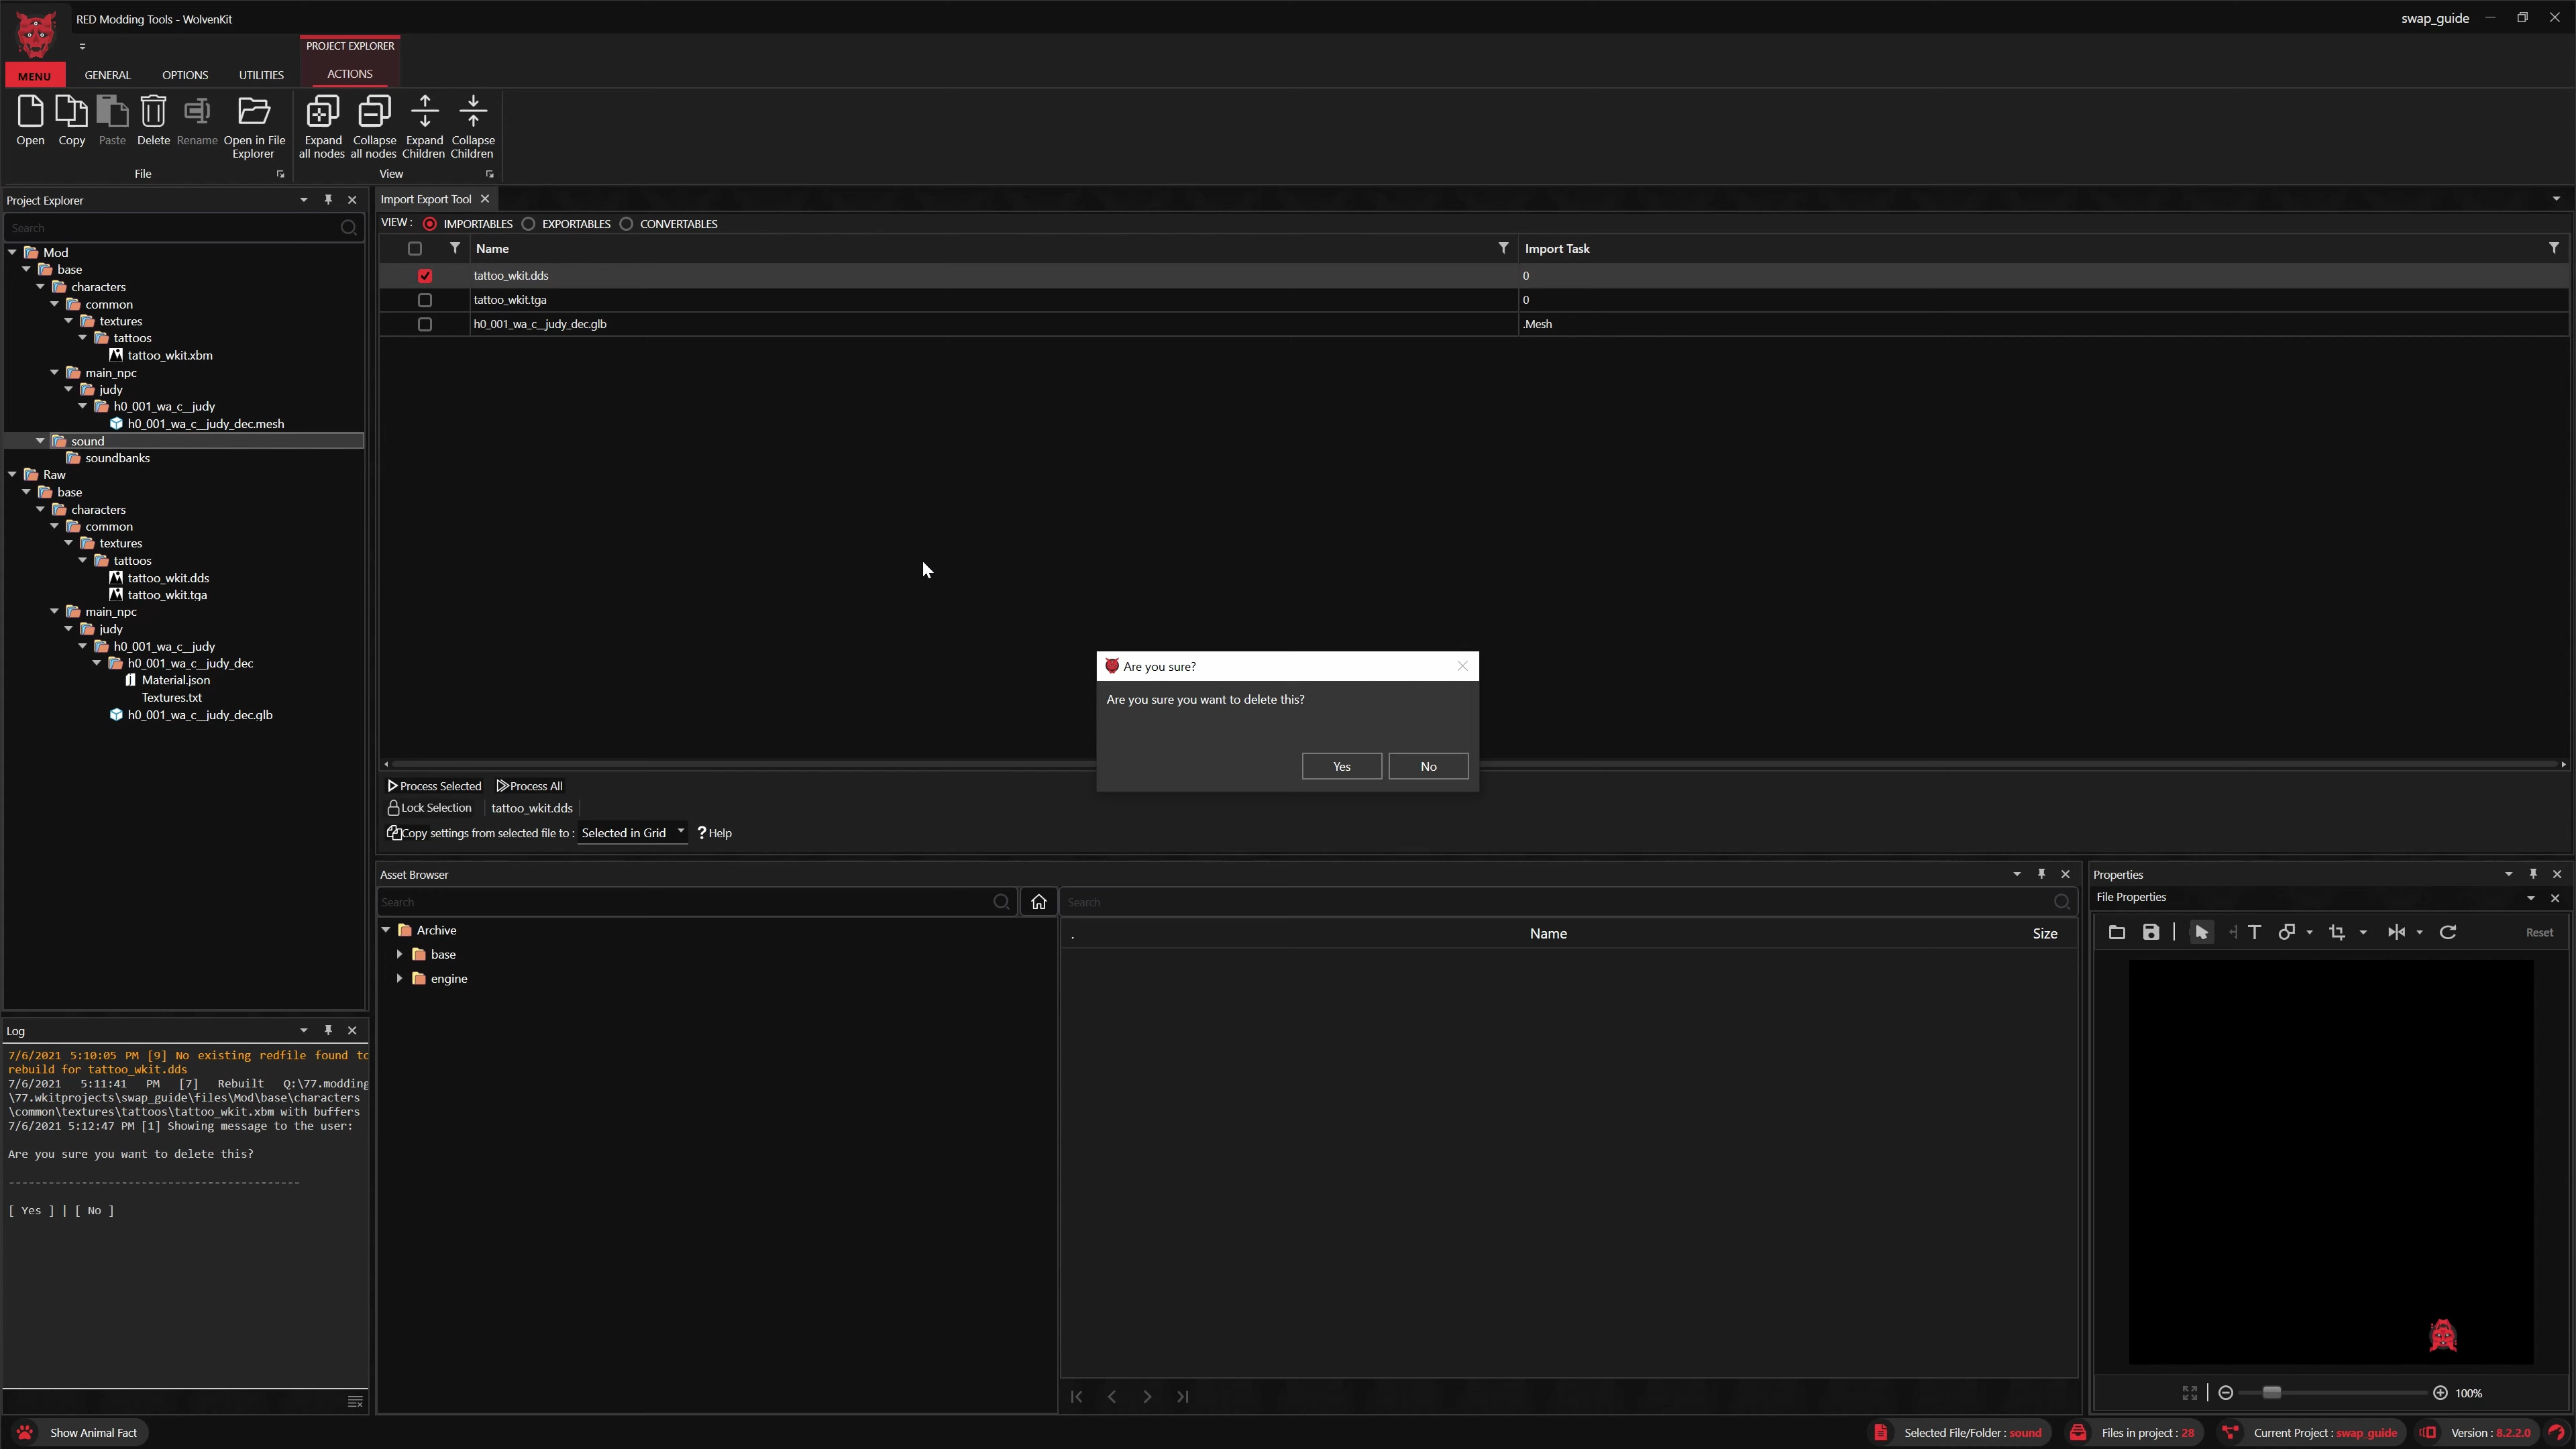 RED Modding Tools - WolvenKit
swap_guide
PROJECT EXPLORER
MENU
GENERAL
OPTIONS
UTILITIES
ACTIONS
Open
Copy
Paste
Delete
Rename
Open in File
Explorer
Expand
all nodes
Collapse
all nodes
Expand
Children
Collapse
Children
File
View
Project Explorer
Search
Mod
base
characters
common
textures
tattoos
tattoo_wkit.xbm
main_npc
judy
h0_001_wa_c__judy
h0_001_wa_c__judy_dec.mesh
sound
soundbanks
Raw
base
characters
common
textures
tattoos
tattoo_wkit.dds
tattoo_wkit.tga
main_npc
judy
h0_001_wa_c__judy
h0_001_wa_c__judy_dec
Material.json
Textures.txt
h0_001_wa_c__judy_dec.glb
Import Export Tool
VIEW : IMPORTABLES EXPORTABLES CONVERTABLES
Name
Import Task
tattoo_wkit.dds
0
tattoo_wkit.tga
0
h0_001_wa_c__judy_dec.glb
.Mesh
Are you sure?
Are you sure you want to delete this?
Yes
No
Process Selected
Process All
Lock Selection
tattoo_wkit.dds
Copy settings from selected file to : Selected in Grid
? Help
Log
7/6/2021 5:10:05 PM [9] No existing redfile found to
rebuild for tattoo_wkit.dds
7/6/2021 5:11:41 PM [7] Rebuilt Q:\77.modding
\77.wkitprojects\swap_guide\files\Mod\base\characters
\common\textures\tattoos\tattoo_wkit.xbm with buffers
7/6/2021 5:12:47 PM [1] Showing message to the user:
Are you sure you want to delete this?
-----------------------------------------------------
[ Yes ] | [ No ]
Asset Browser
Search
Search
Archive
base
engine
.
Name
Size
Properties
File Properties
T
Reset
100%
Show Animal Fact
Selected File/Folder : sound
Files in project : 28
Current Project : swap_guide
Version : 8.2.2.0